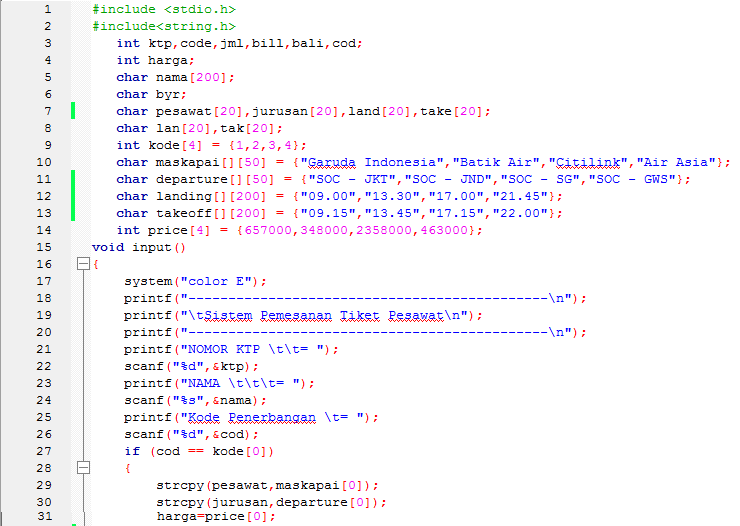 1 #include <stdio.h>
2 #include<string.h>
3 int ktp,code,jml,bill,bali,cod;
4 int harga;
5 char nama[200];
6 char byr;
7 char pesawat[20],jurusan[20],land[20],take[20];
8 char lan[20],tak[20];
9 int kode[4] = {1,2,3,4};
10 char maskapai[][50] = {"Garuda Indonesia","Batik Air","Citilink","Air Asia"};
11 char departure[][50] = {"SOC - JKT","SOC - JND","SOC - SG","SOC - GWS"};
12 char landing[][200] = {"09.00","13.30","17.00","21.45"};
13 char takeoff[][200] = {"09.15","13.45","17.15","22.00"};
14 int price[4] = {657000,348000,2358000,463000};
15 void input()
16 {
17 system("color E");
18 printf("---------------------------------------------\n");
19 printf("\tSistem Pemesanan Tiket Pesawat\n");
20 printf("---------------------------------------------\n");
21 printf("NOMOR KTP \t\t= ");
22 scanf("%d",&ktp);
23 printf("NAMA \t\t\t= ");
24 scanf("%s",&nama);
25 printf("Kode Penerbangan \t= ");
26 scanf("%d",&cod);
27 if (cod == kode[0])
28 {
29 strcpy(pesawat,maskapai[0]);
30 strcpy(jurusan,departure[0]);
31 harga=price[0];